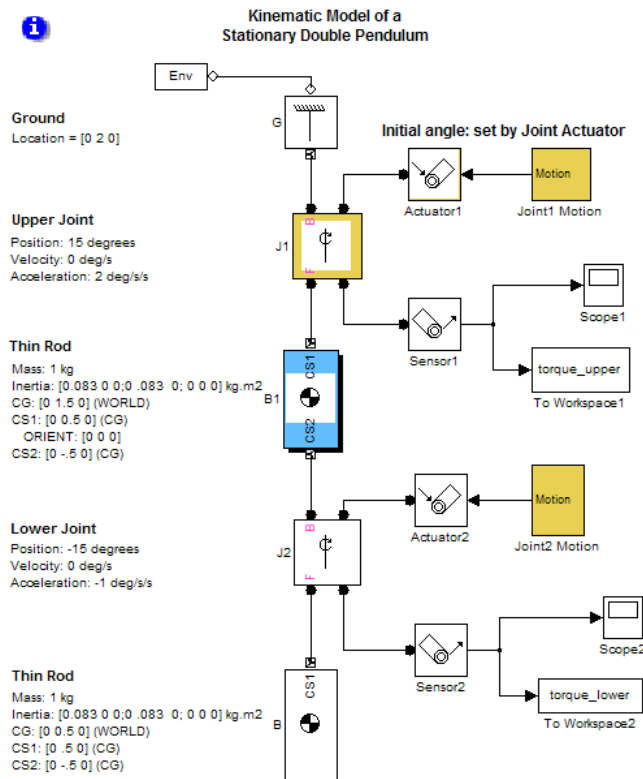 Kinematic Model of a
Stationary Double Pendulum
i
Env
Ground
Location = [0 2 0]
G
Initial angle: set by Joint Actuator
Motion
Actuator1
Joint1 Motion
Upper Joint
Position: 15 degrees
Velocity: 0 deg/s
Acceleration: 2 deg/s/s
J1
B
F
Scope1
Sensor1
torque_upper
To Workspace1
Thin Rod
Mass: 1 kg
Inertia: [0.083 0 0;0 .083 0; 0 0 0] kg.m2
CG: [0 1.5 0] (WORLD)
CS1: [0 0.5 0] (CG)
ORIENT: [0 0 0]
CS2: [0 -.5 0] (CG)
B1
CS1
CS2
Motion
Actuator2
Joint2 Motion
Lower Joint
Position: -15 degrees
Velocity: 0 deg/s
Acceleration: -1 deg/s/s
J2
B
F
Scope2
Sensor2
torque_lower
To Workspace2
Thin Rod
Mass: 1 kg
Inertia: [0.083 0 0;0 .083 0; 0 0 0] kg.m2
CG: [0 0.5 0] (WORLD)
CS1: [0 .5 0] (CG)
CS2: [0 -.5 0] (CG)
B
CS1